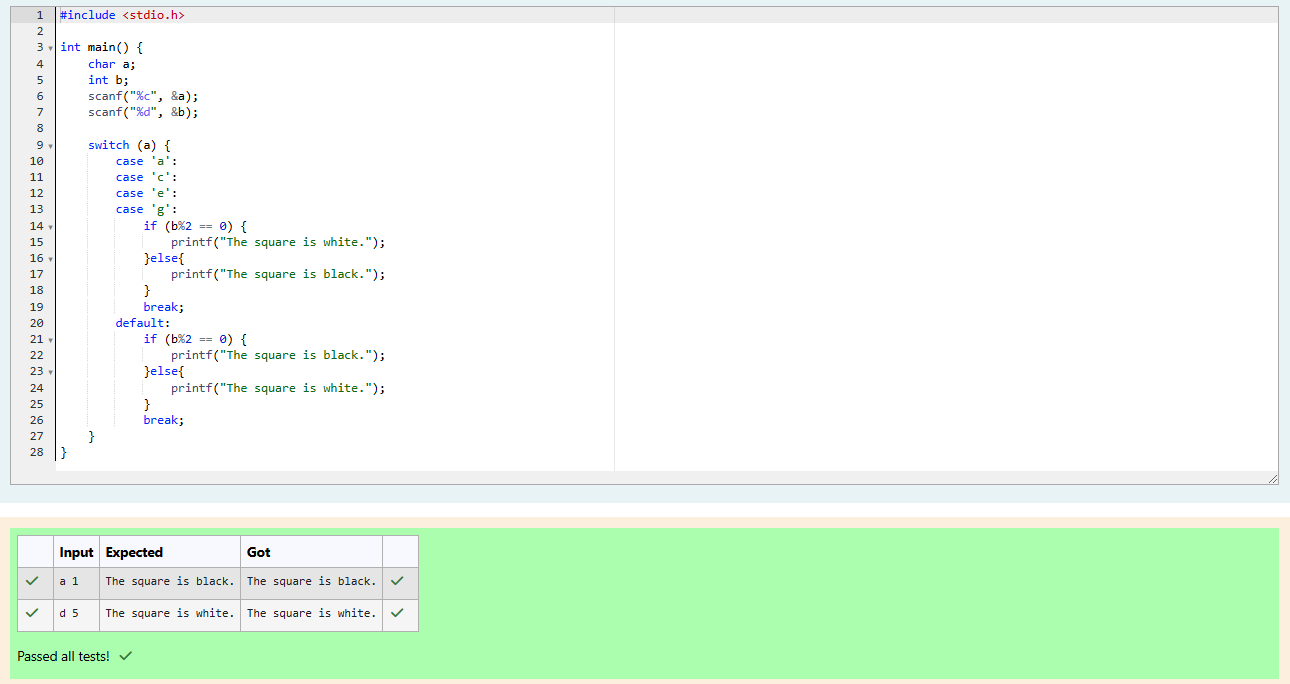 1 #include <stdio.h>
2
3 int main() {
4 char a;
5 int b;
6 scanf("%c", &a);
7 scanf("%d", &b);
8
9 switch (a) {
10 case 'a':
11 case 'c':
12 case 'e':
13 case 'g':
14 if (b%2 == 0) {
15 printf("The square is white.");
16 }else{
17 printf("The square is black.");
18 }
19 break;
20 default:
21 if (b%2 == 0) {
22 printf("The square is black.");
23 }else{
24 printf("The square is white.");
25 }
26 break;
27 }
28 }
Input Expected Got
a 1 The square is black. The square is black.
d 5 The square is white. The square is white.
Passed all tests!